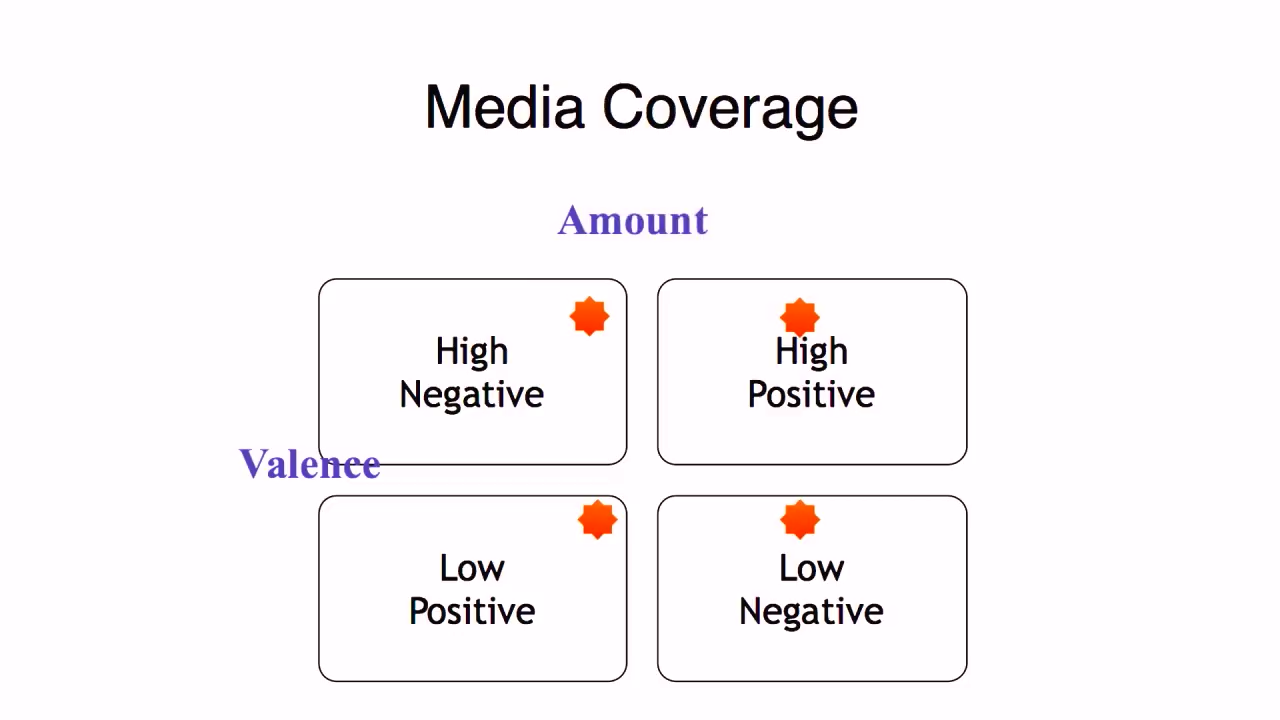 Media Coverage
Amount
High
Negative
High
Positive
Valence
Low
Positive
Low
Negative